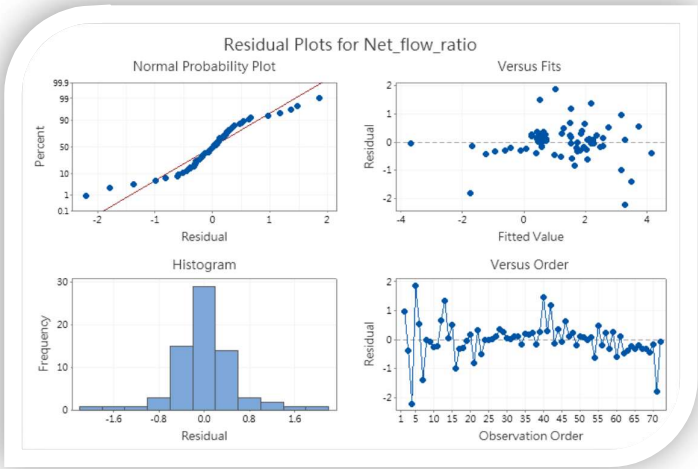 Residual Plots for Net_flow_ratio
Normal Probability Plot
99.9
99
90
50
10
1
0.1
Percent
-2 -1 0 1 2
Residual
Versus Fits
2
1
0
-1
-2
Residual
-4 -2 0 2 4
Fitted Value
Histogram
30
20
10
0
Frequency
-1.6 -0.8 0.0 0.8 1.6
Residual
Versus Order
2
1
0
-1
-2
Residual
1 5 10 15 20 25 30 35 40 45 50 55 60 65 70
Observation Order